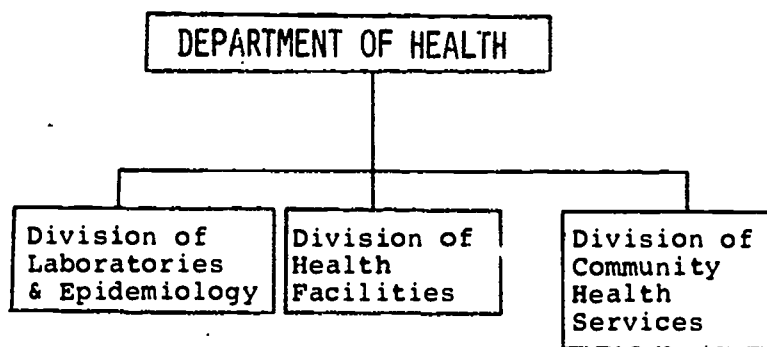 DEPARTMENT OF HEALTH
Division of
Laboratories
& Epidemiology
Division of
Health
Facilities
Division of
Community
Health
Services